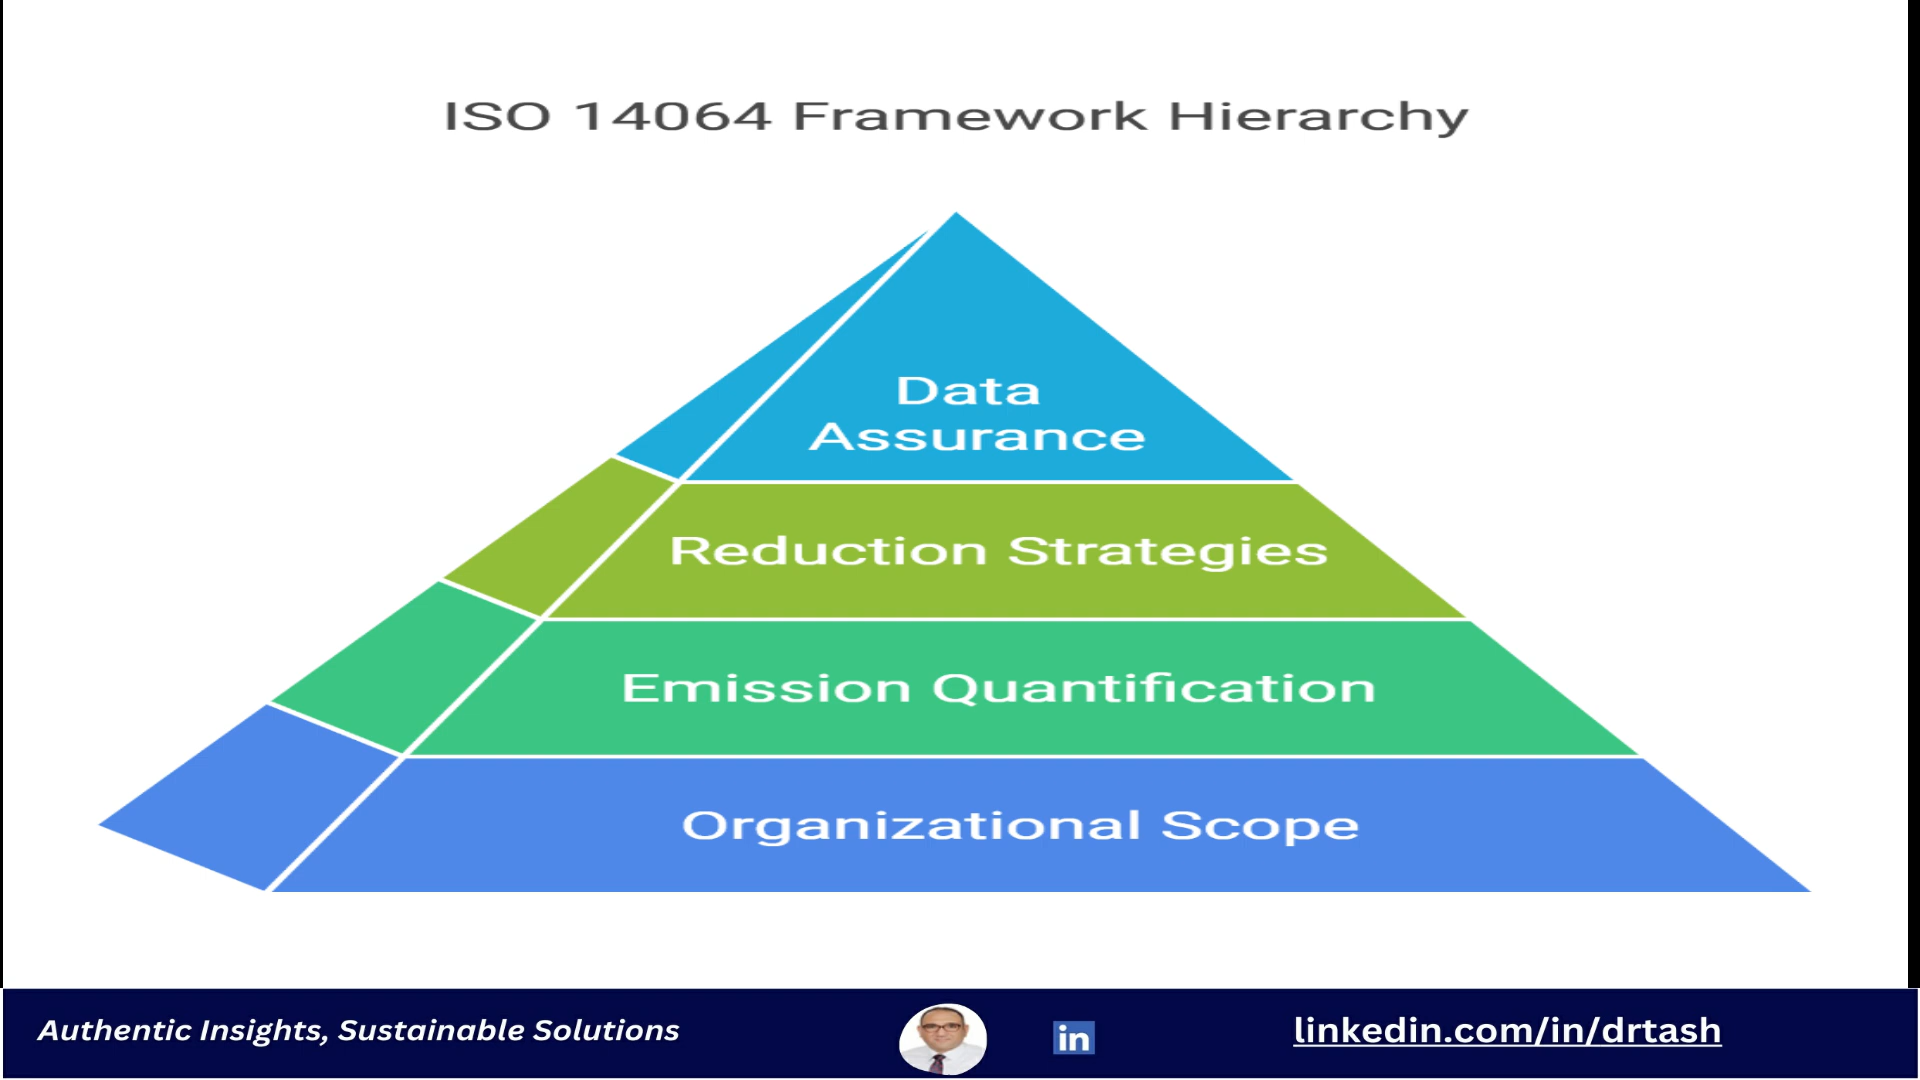 ISO 14064 Framework Hierarchy
Data
Assurance
Reduction Strategies
Emission Quantification
Organizational Scope
Authentic Insights, Sustainable Solutions
in
linkedin.com/in/drtash